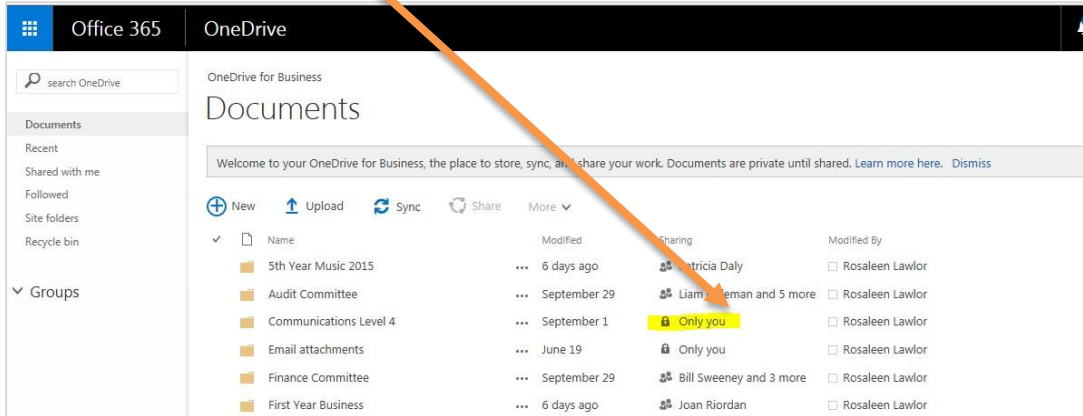 Office 365 OneDrive
search OneDrive
Documents
Recent
Shared with me
Followed
Site folders
Recycle bin
Groups
OneDrive for Business
Documents
Welcome to your OneDrive for Business, the place to store, sync, and share your work. Documents are private until shared. Learn more here. Dismiss
New Upload Sync Share More
Name Modified Sharing Modified By
5th Year Music 2015 ... 6 days ago Patricia Daly Rosaleen Lawlor
Audit Committee ... September 29 Liam and 5 more Rosaleen Lawlor
Communications Level 4 ... September 1 Only you Rosaleen Lawlor
Email attachments ... June 19 Only you Rosaleen Lawlor
Finance Committee ... September 29 Bill Sweeney and 3 more Rosaleen Lawlor
First Year Business ... 6 days ago Joan Riordan Rosaleen Lawlor